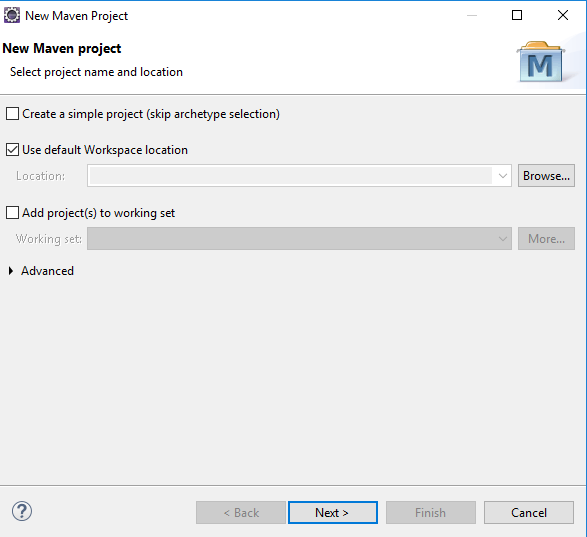 New Maven Project
New Maven project
Select project name and location
M
Create a simple project (skip archetype selection)
Use default Workspace location
Location:
Browse...
Add project(s) to working set
Working set:
More...
Advanced
?
< Back
Next >
Finish
Cancel